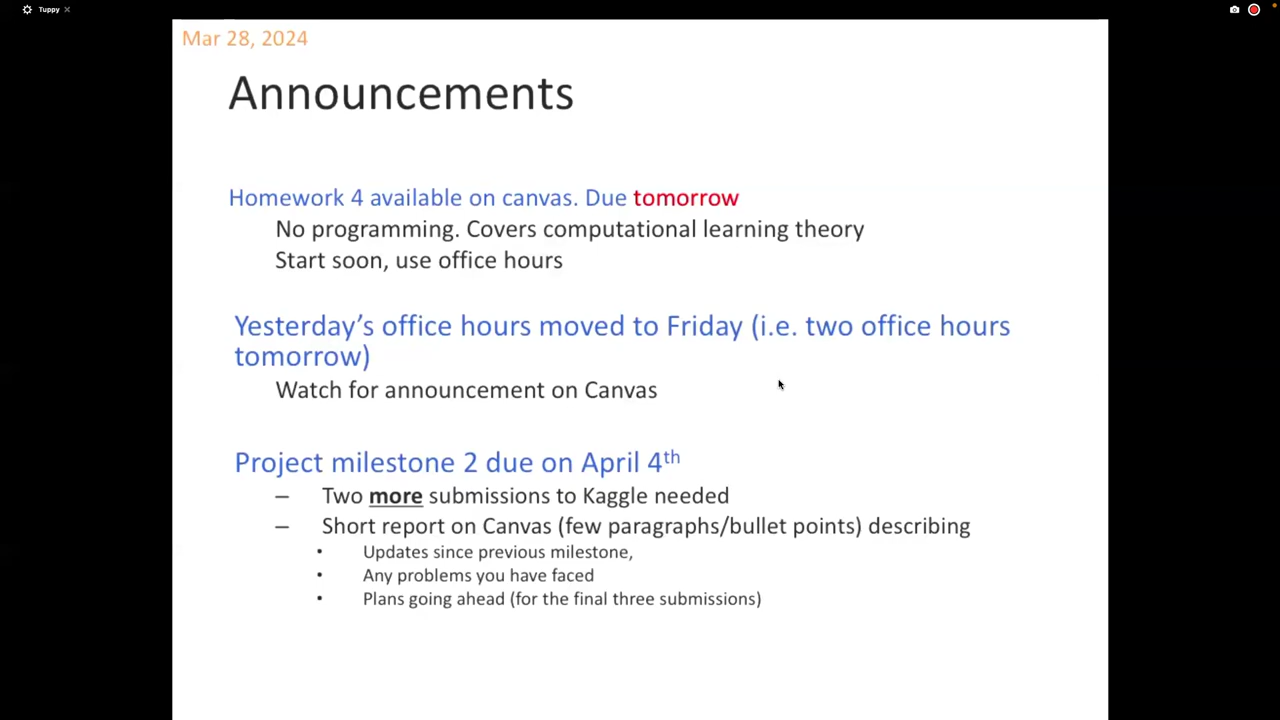 Tuppy
Mar 28, 2024
Announcements
Homework 4 available on canvas. Due tomorrow
No programming. Covers computational learning theory
Start soon, use office hours
Yesterday’s office hours moved to Friday (i.e. two office hours
tomorrow)
Watch for announcement on Canvas
Project milestone 2 due on April 4th
– Two more submissions to Kaggle needed
– Short report on Canvas (few paragraphs/bullet points) describing
• Updates since previous milestone,
• Any problems you have faced
• Plans going ahead (for the final three submissions)